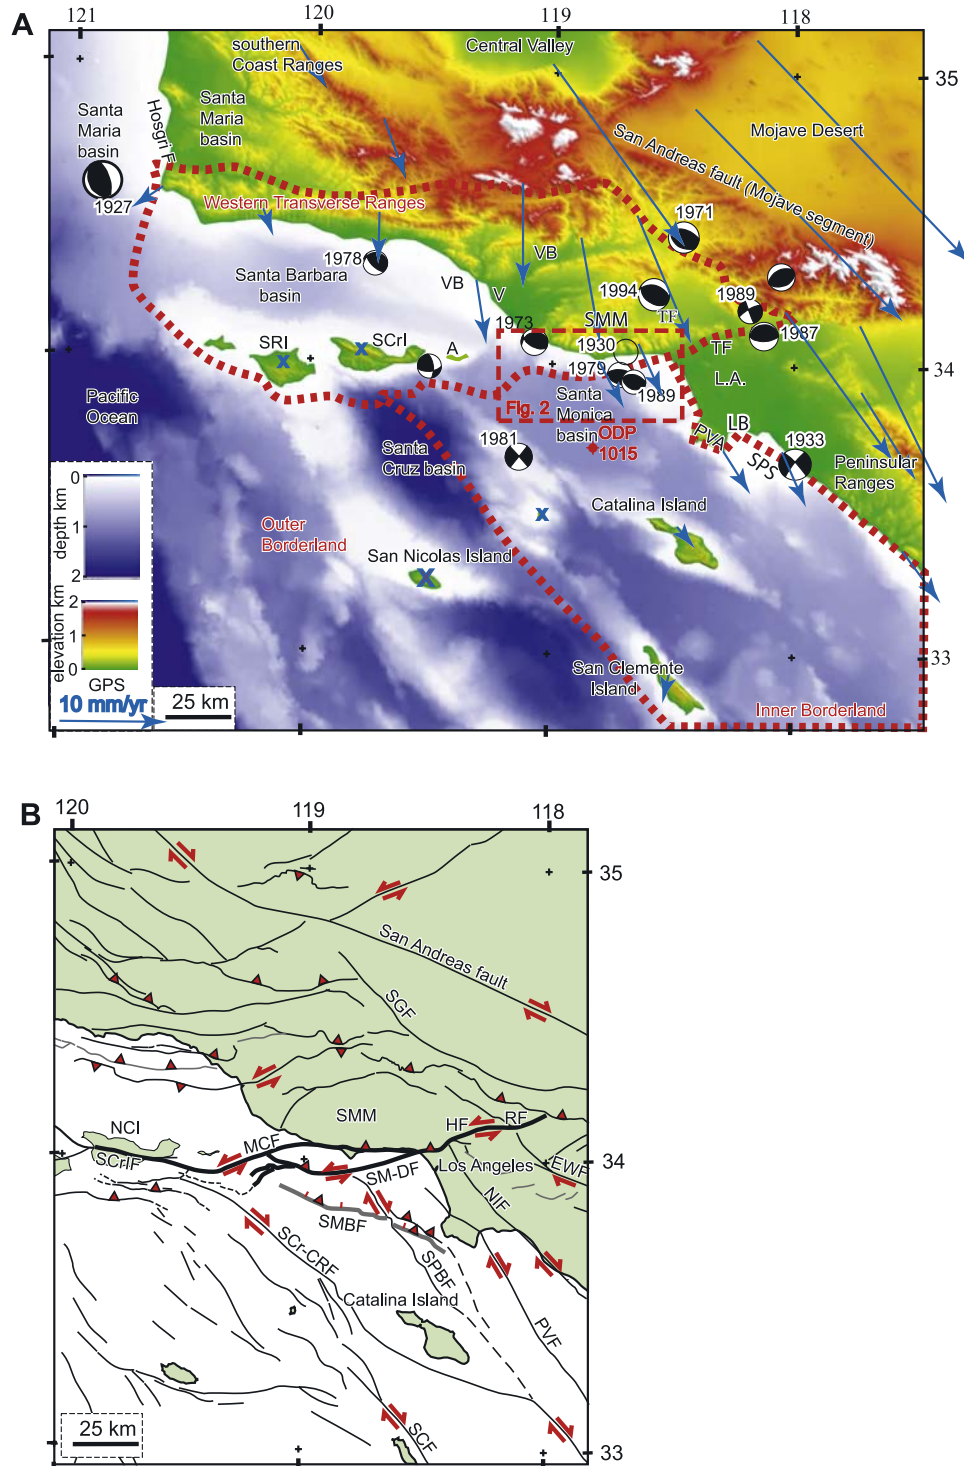 A
121
120
119
118
southern
Coast Ranges
Central Valley
35
Santa
Maria
basin
Hosgri F
Santa
Maria
basin
Mojave Desert
San Andreas fault (Mojave segment)
1927
Western Transverse Ranges
1971
1978
VB
VB
Santa Barbara
basin
V
1994
TF
1989
1973
SMM
1987
SRI
SCrI
A
1930
TF
34
1979
L.A.
1989
Pacific
Ocean
Fig. 2
Santa
Monica
basin
ODP
1015
PVA
LB
SPS
1933
Santa
Cruz basin
1981
Peninsular
Ranges
0
1
2
depth km
x
x
x
Catalina Island
Outer
Borderland
San Nicolas Island
X
2
1
0
elevation km
33
San Clemente
Island
GPS
10 mm/yr
25 km
Inner Borderland
B
120
119
118
35
San Andreas fault
SGF
SMM
HF
RF
NCI
MCF
SCrIF
SM-DF
Los Angeles
EWF
34
NIF
SMBF
SCr-CRF
SPBF
Catalina Island
PVF
25 km
SCF
33